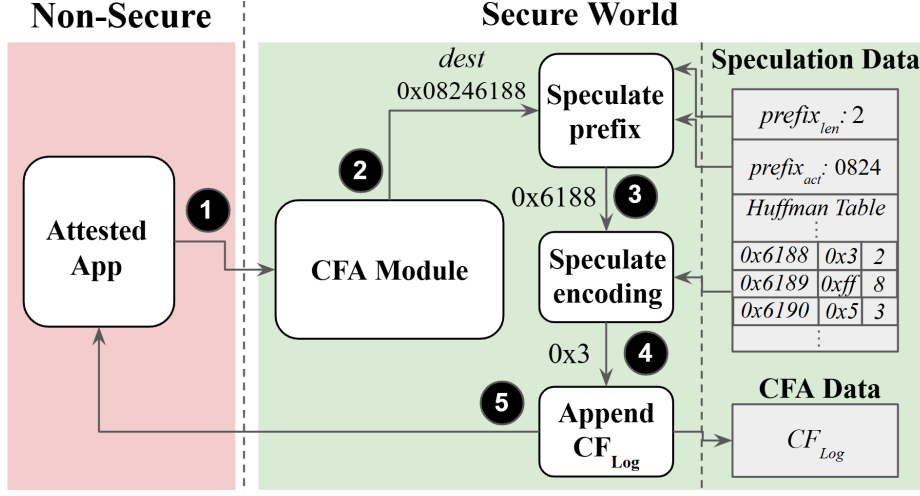 Non-Secure
Secure World
dest
0x08246188
Speculate
prefix
Speculation Data
prefix_len: 2
prefix_act: 0824
Huffman Table
⋮
0x6188 0x3 2
0x6189 0xff 8
0x6190 0x5 3
⋮
1
2
Attested
App
CFA Module
0x6188
3
Speculate
encoding
0x3
4
5
Append
CF_Log
CFA Data
CF_Log